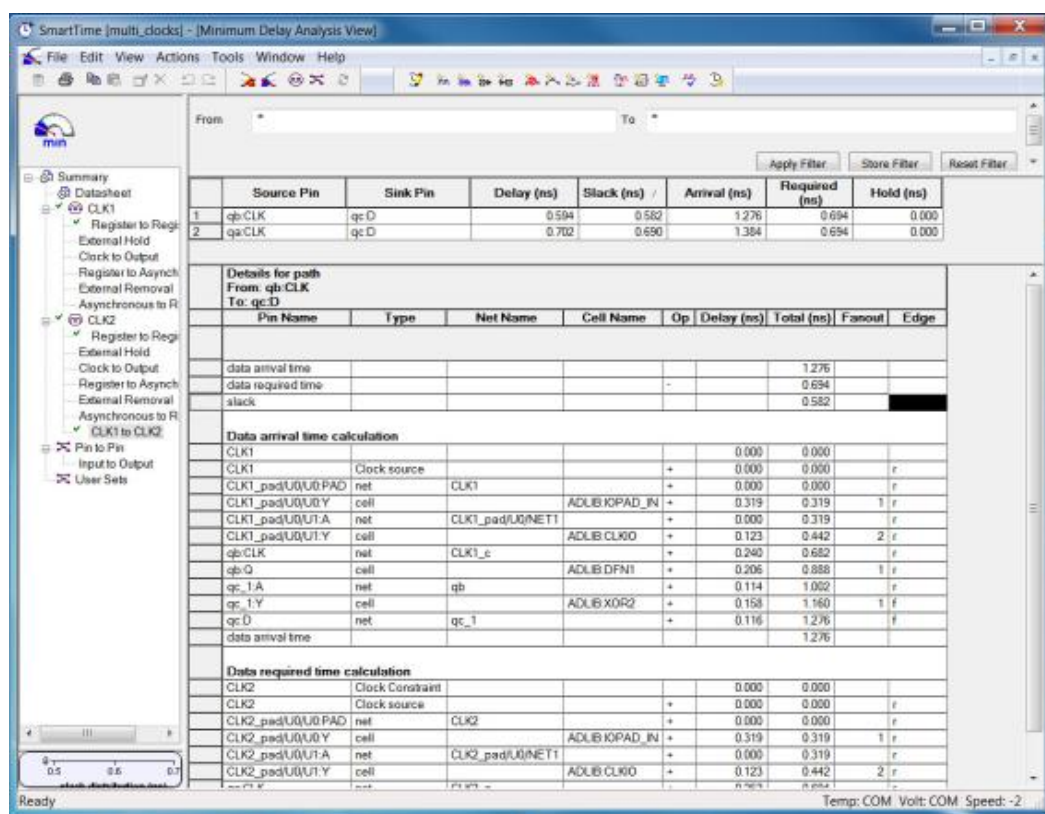 SmartTime [multi_clocks] - [Minimum Delay Analysis View]
File Edit View Actions Tools Window Help
From * To *
min
Apply Filter Store Filter Reset Filter
Summary
Datasheet
CLK1
Register to Regi
External Hold
Clock to Output
Register to Asynch
External Removal
Asynchronous to R
CLK2
Register to Regi
External Hold
Clock to Output
Register to Asynch
External Removal
Asynchronous to R
CLK1 to CLK2
Pin to Pin
Input to Output
User Sets
Source Pin Sink Pin Delay (ns) Slack (ns) / Arrival (ns) Required (ns) Hold (ns)
1 qb:CLK qc:D 0.594 0.582 1.276 0.694 0.000
2 qa:CLK qc:D 0.702 0.690 1.384 0.694 0.000
Details for path
From: qb:CLK
To: qc:D
Pin Name Type Net Name Cell Name Op Delay (ns) Total (ns) Fanout Edge
data arrival time 1.276
data required time - 0.694
slack 0.582
Data arrival time calculation
CLK1 0.000 0.000
CLK1 Clock source + 0.000 0.000 r
CLK1_pad/U0/U0:PAD net CLK1 + 0.000 0.000 r
CLK1_pad/U0/U0:Y cell ADLIB:IOPAD_IN + 0.319 0.319 1 r
CLK1_pad/U0/U1:A net CLK1_pad/U0/NET1 + 0.000 0.319 r
CLK1_pad/U0/U1:Y cell ADLIB:CLKIO + 0.123 0.442 2 r
qb:CLK net CLK1_c + 0.240 0.682 r
qb:Q cell ADLIB:DFN1 + 0.206 0.888 1 r
qc_1:A net qb + 0.114 1.002 r
qc_1:Y cell ADLIB:XOR2 + 0.158 1.160 1 f
qc:D net qc_1 + 0.116 1.276 f
data arrival time 1.276
Data required time calculation
CLK2 Clock Constraint 0.000 0.000
CLK2 Clock source + 0.000 0.000 r
CLK2_pad/U0/U0:PAD net CLK2 + 0.000 0.000 r
CLK2_pad/U0/U0:Y cell ADLIB:IOPAD_IN + 0.319 0.319 1 r
CLK2_pad/U0/U1:A net CLK2_pad/U0/NET1 + 0.000 0.319 r
CLK2_pad/U0/U1:Y cell ADLIB:CLKIO + 0.123 0.442 2 r
0.5 0.6 0.7
Ready Temp: COM Volt: COM Speed: -2